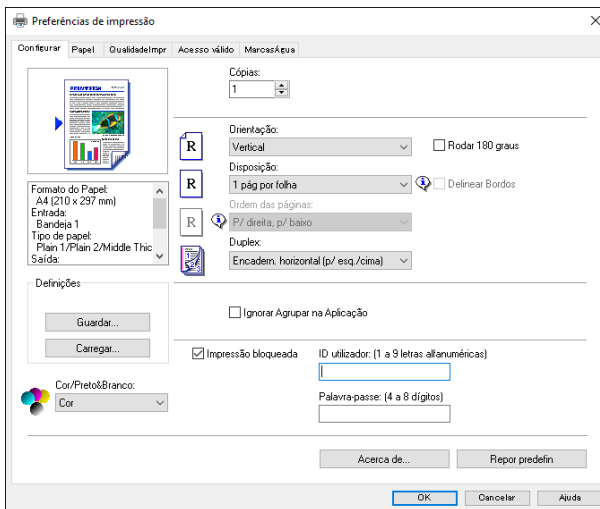 Preferências de impressão
Configurar Papel QualidadeImpr Acesso válido MarcasÁgua
Cópias:
1
Orientação:
Vertical
Rodar 180 graus
Disposição:
1 pág por folha
Delinear Bordos
Ordem das páginas:
P/ direita, p/ baixo
Duplex:
Encadern. horizontal (p/ esq./cima)
R
R
R
Formato do Papel:
A4 (210 x 297 mm)
Entrada:
Bandeja 1
Tipo de papel:
Plain 1/Plain 2/Middle Thic
Saída:
Definições
Guardar...
Carregar...
Ignorar Agrupar na Aplicação
Impressão bloqueada
ID utilizador: (1 a 9 letras alfanuméricas)
Palavra-passe: (4 a 8 dígitos)
Cor/Preto&Branco:
Cor
Acerca de...
Repor predefin
OK
Cancelar
Ajuda